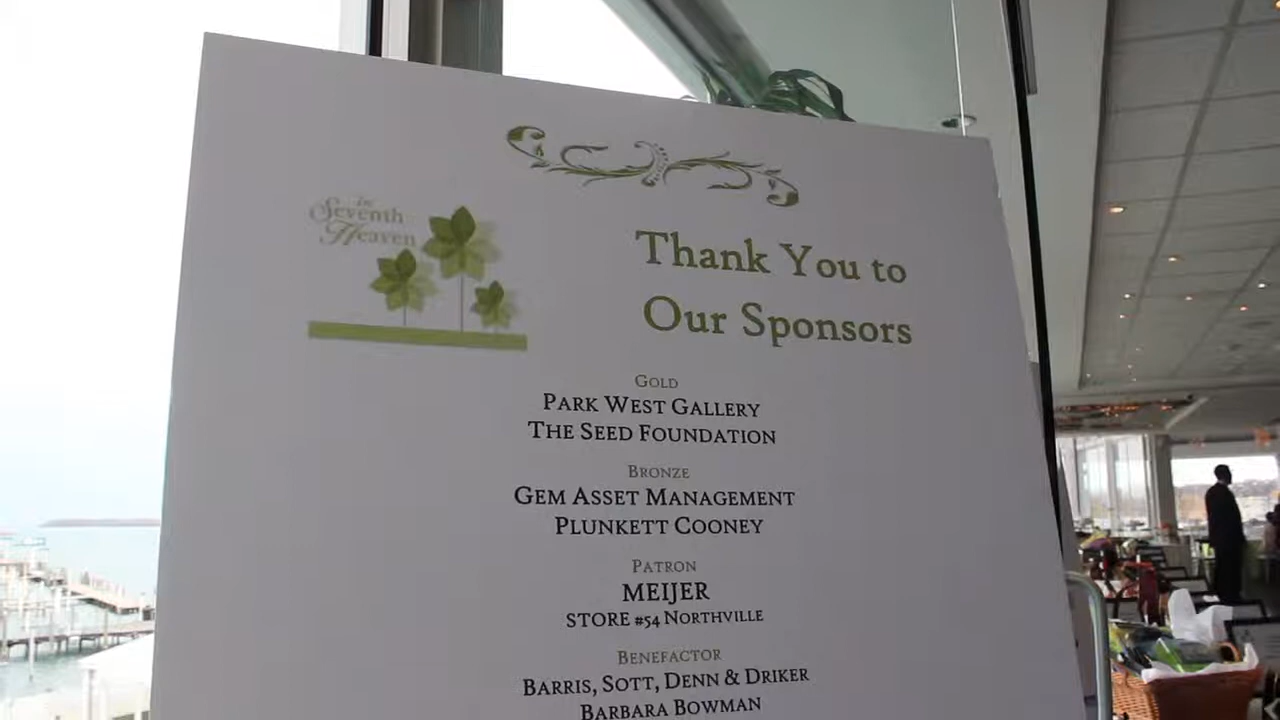 In
Seventh
Heaven
Thank You to
Our Sponsors
GOLD
PARK WEST GALLERY
THE SEED FOUNDATION
BRONZE
GEM ASSET MANAGEMENT
PLUNKETT COONEY
PATRON
MEIJER
STORE #54 NORTHVILLE
BENEFACTOR
BARRIS, SOTT, DENN & DRIKER
BARBARA BOWMAN